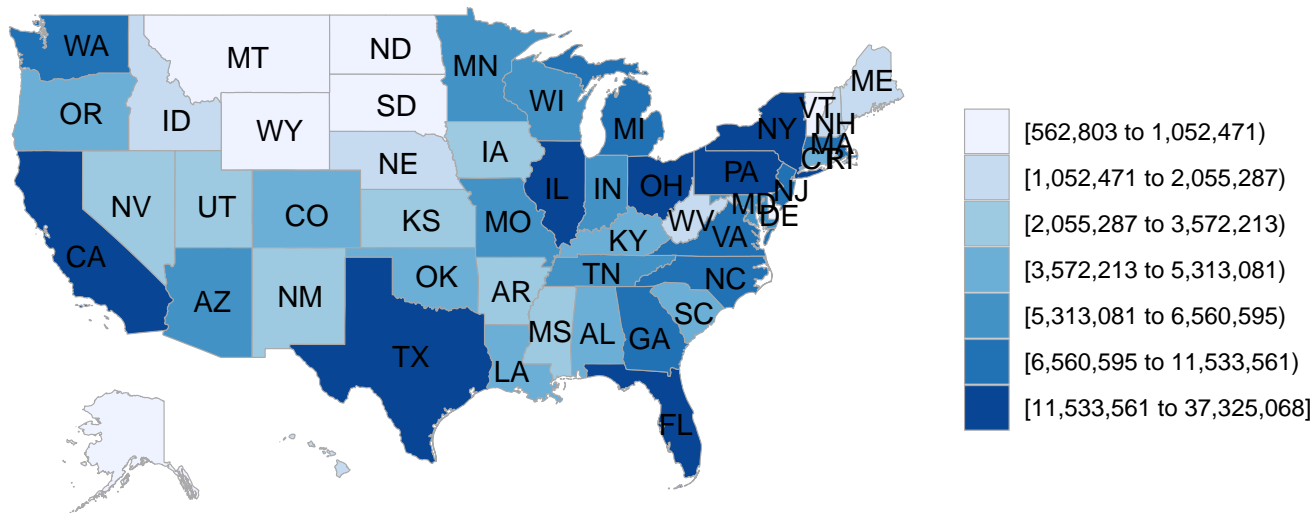 WA
MT
ND
MN
ME
OR
ID
SD
WI
VT
NH
WY
MI
NY
MA
NE
IA
CT
RI
NV
UT
CO
KS
MO
IL
IN
OH
PA
NJ
WV
MD
DE
CA
KY
VA
AZ
NM
OK
AR
TN
NC
MS
AL
GA
SC
TX
LA
FL
[562,803 to 1,052,471)
[1,052,471 to 2,055,287)
[2,055,287 to 3,572,213)
[3,572,213 to 5,313,081)
[5,313,081 to 6,560,595)
[6,560,595 to 11,533,561)
[11,533,561 to 37,325,068]